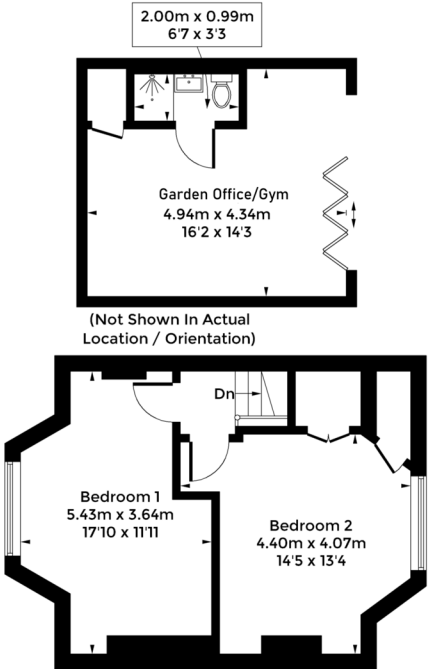 2.00m x 0.99m
6'7 x 3'3
Garden Office/Gym
4.94m x 4.34m
16'2 x 14'3
(Not Shown In Actual
Location / Orientation)
Dn
Bedroom 1
5.43m x 3.64m
17'10 x 11'11
Bedroom 2
4.40m x 4.07m
14'5 x 13'4